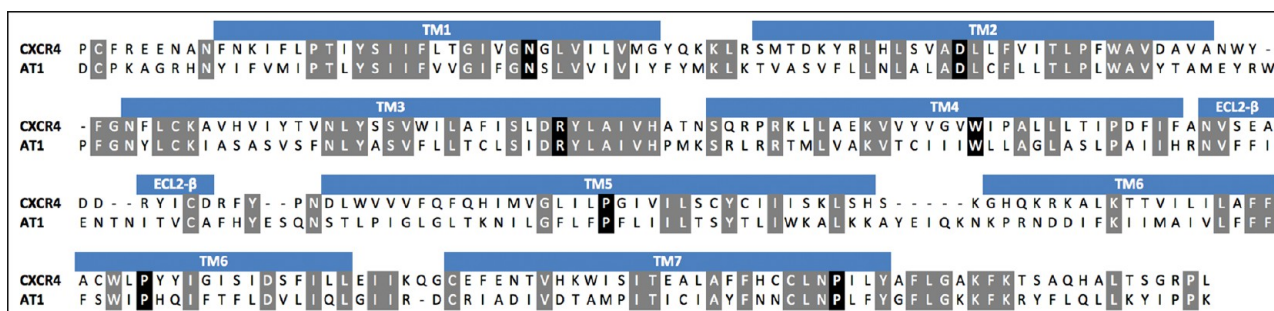 TM1 TM2
CXCR4 P C F R E E N A N F N K I F L P T I Y S I I F L T G I V G N G L V I L V M G Y Q K K L R S M T D K Y R L H L S V A D L L F V I T L P F W A V D A V A N W Y -
AT1 D C P K A G R H N Y I F V M I P T L Y S I I F V V G I F G N S L V V I V I Y F Y M K L K T V A S V F L L N L A L A D L C F L L T L P L W A V Y T A M E Y R W
TM3 TM4 ECL2-β
CXCR4 - F G N F L C K A V H V I Y T V N L Y S S V W I L A F I S L D R Y L A I V H A T N S Q R P R K L L A E K V V Y V G V W I P A L L L T I P D F I F A N V S E A
AT1 P F G N Y L C K I A S A S V S F N L Y A S V F L L T C L S I D R Y L A I V H P M K S R L R R T M L V A K V T C I I I W L L A G L A S L P A I I H R N V F F I
ECL2-β TM5 TM6
CXCR4 D D - - R Y I C D R F Y - - P N D L W V V V F Q F Q H I M V G L I L P G I V I L S C Y C I I I S K L S H S - - - - - K G H Q K R K A L K T T V I L I L A F F
AT1 E N T N I T V C A F H Y E S Q N S T L P I G L G L T K N I L G F L F P F L I I L T S Y T L I W K A L K K A Y E I Q K N K P R N D D I F K I I M A I V L F F F
TM6 TM7
CXCR4 A C W L P Y Y I G I S I D S F I L L E I I K Q G C E F E N T V H K W I S I T E A L A F F H C C L N P I L Y A F L G A K F K T S A Q H A L T S G R P L
AT1 F S W I P H Q I F T F L D V L I Q L G I I R - D C R I A D I V D T A M P I T I C I A Y F N N C L N P L F Y G F L G K K F K R Y F L Q L L K Y I P P K